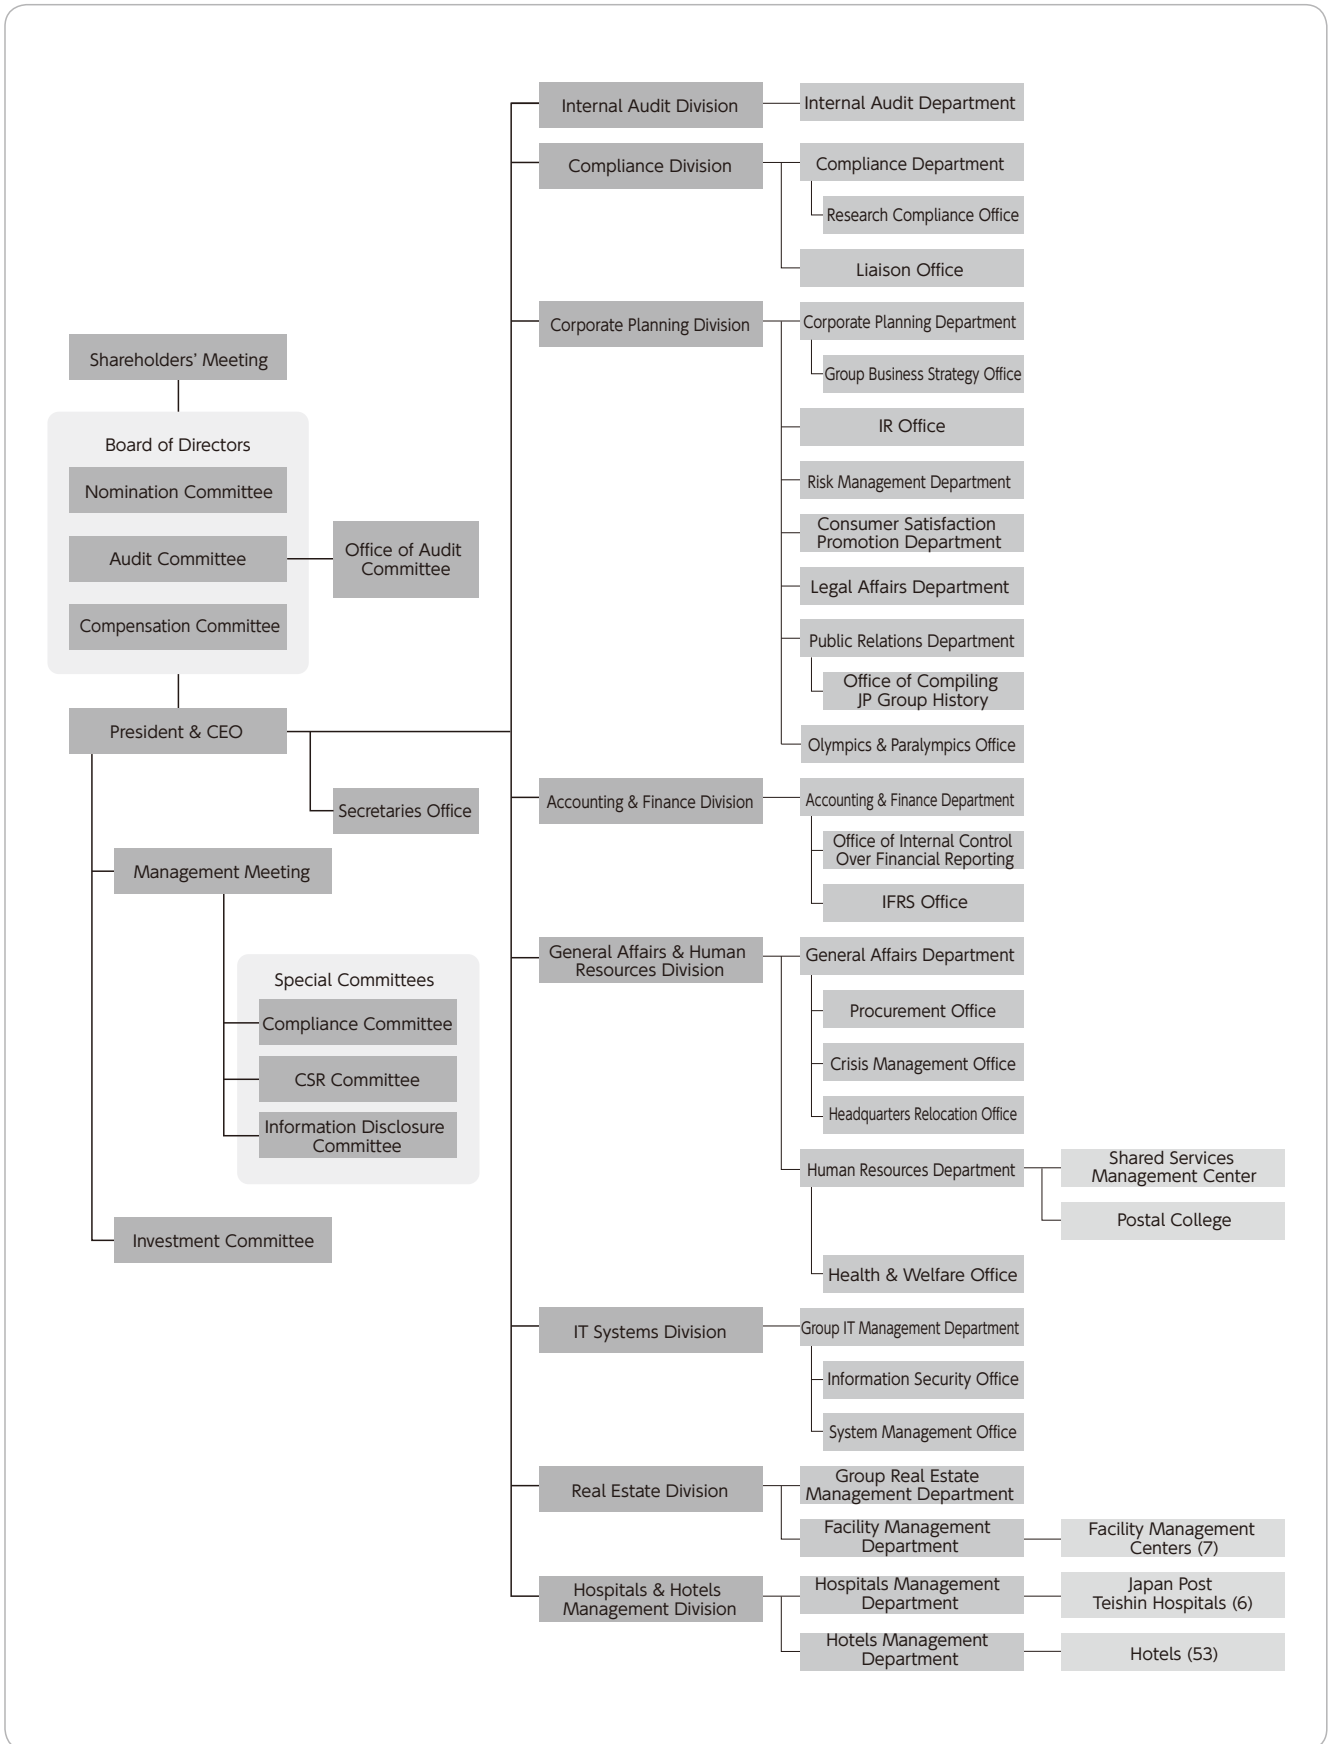 Shareholders’ Meeting
Board of Directors
Nomination Committee
Audit Committee
Compensation Committee
Office of Audit
Committee
President & CEO
Secretaries Office
Management Meeting
Special Committees
Compliance Committee
CSR Committee
Information Disclosure
Committee
Investment Committee
Internal Audit Division
Internal Audit Department
Compliance Division
Compliance Department
Research Compliance Office
Liaison Office
Corporate Planning Division
Corporate Planning Department
Group Business Strategy Office
IR Office
Risk Management Department
Consumer Satisfaction
Promotion Department
Legal Affairs Department
Public Relations Department
Office of Compiling
JP Group History
Olympics & Paralympics Office
Accounting & Finance Division
Accounting & Finance Department
Office of Internal Control
Over Financial Reporting
IFRS Office
General Affairs & Human
Resources Division
General Affairs Department
Procurement Office
Crisis Management Office
Headquarters Relocation Office
Human Resources Department
Shared Services
Management Center
Postal College
Health & Welfare Office
IT Systems Division
Group IT Management Department
Information Security Office
System Management Office
Real Estate Division
Group Real Estate
Management Department
Facility Management
Department
Facility Management
Centers (7)
Hospitals & Hotels
Management Division
Hospitals Management
Department
Japan Post
Teishin Hospitals (6)
Hotels Management
Department
Hotels (53)